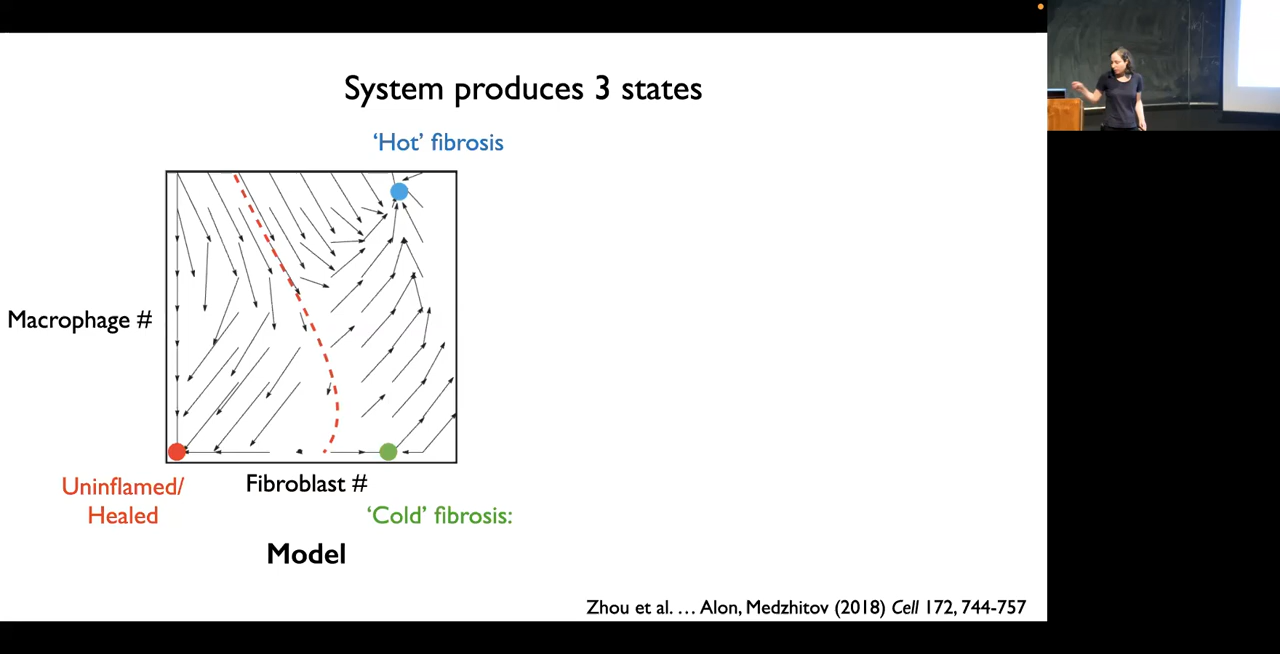 System produces 3 states
‘Hot’ fibrosis
Macrophage #
Uninflamed/
Healed
Fibroblast #
‘Cold’ fibrosis:
Model
Zhou et al. … Alon, Medzhitov (2018) Cell 172, 744-757